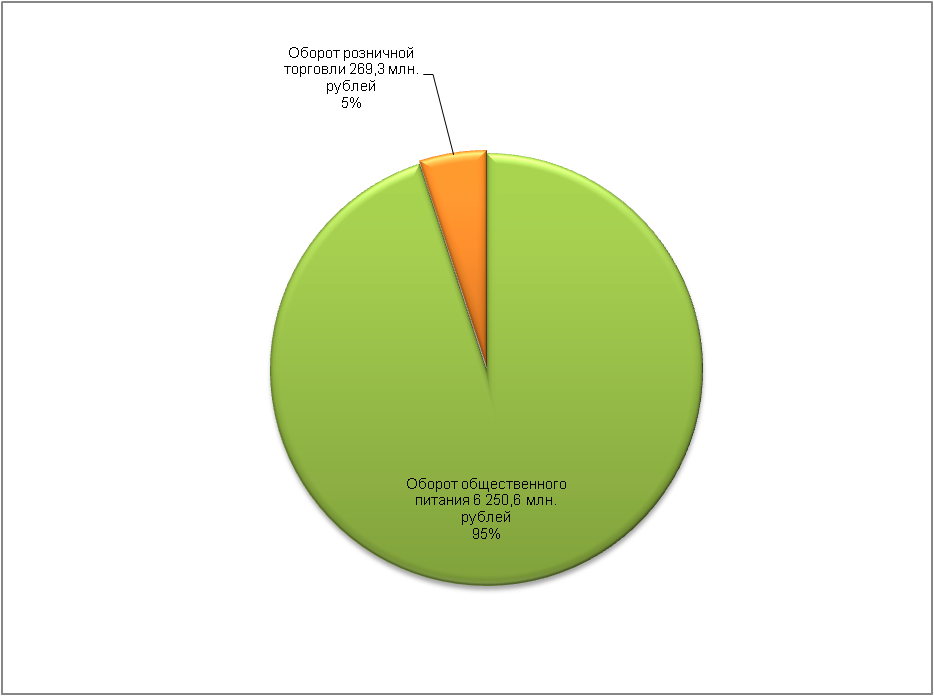 Оборот розничной
торговли 269,3 млн.
рублей
5%
Оборот общественного
питания 6 250,6 млн.
рублей
95%